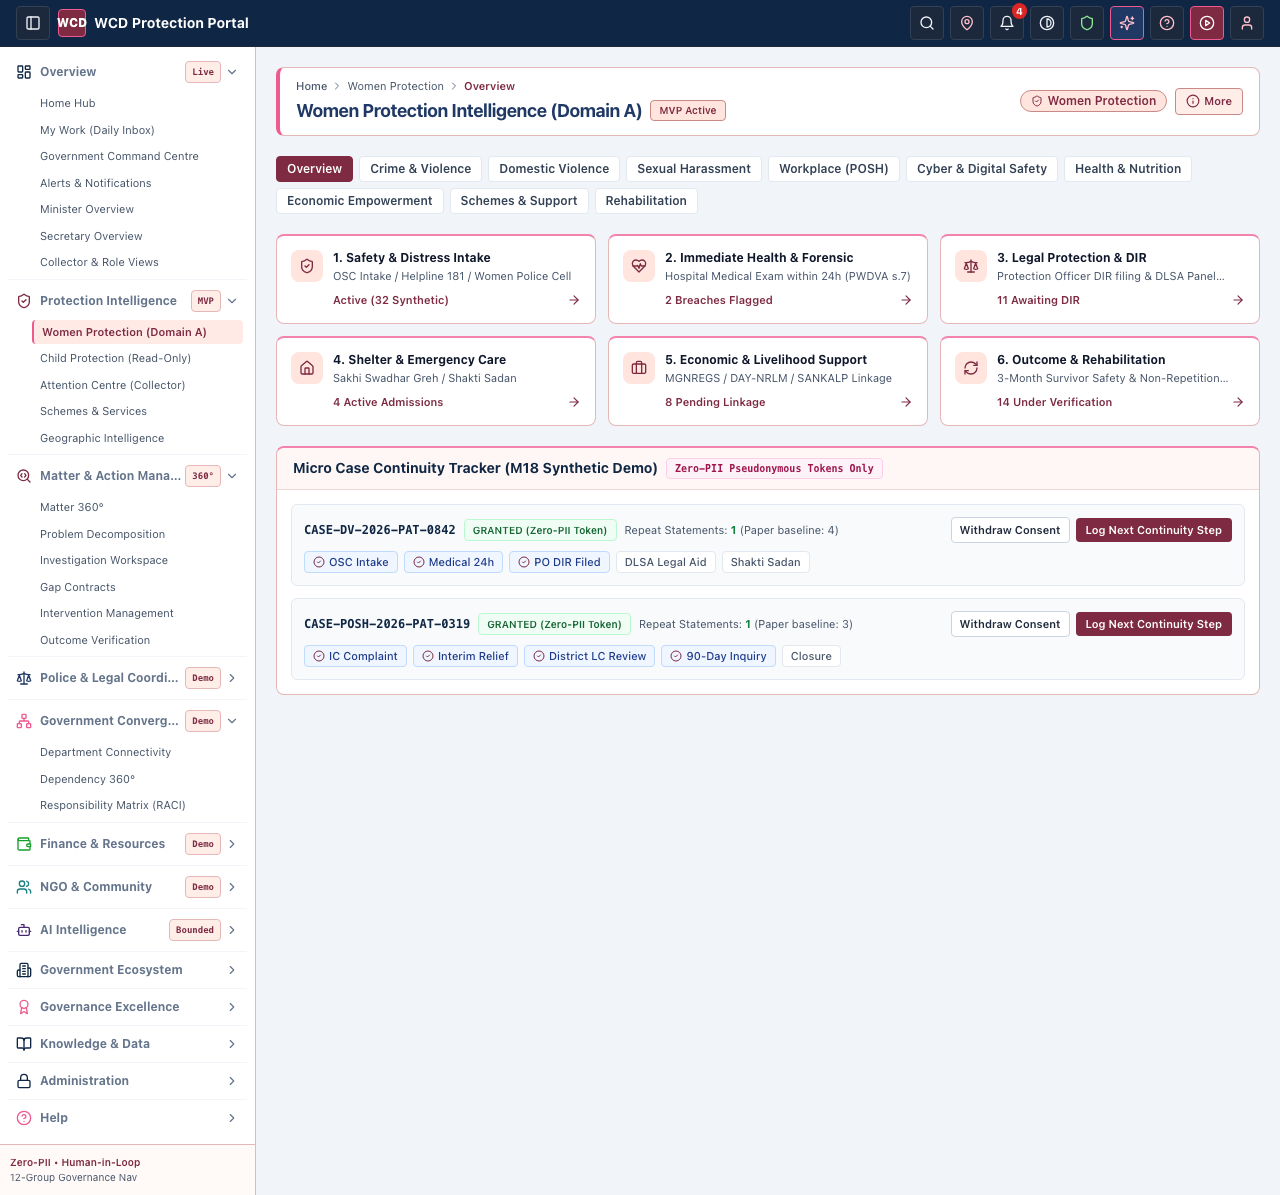 WCD WCD Protection Portal
4
Overview Live
Home Hub
My Work (Daily Inbox)
Government Command Centre
Alerts & Notifications
Minister Overview
Secretary Overview
Collector & Role Views
Protection Intelligence MVP
Women Protection (Domain A)
Child Protection (Read-Only)
Attention Centre (Collector)
Schemes & Services
Geographic Intelligence
Matter & Action Mana... 360°
Matter 360°
Problem Decomposition
Investigation Workspace
Gap Contracts
Intervention Management
Outcome Verification
Police & Legal Coordi... Demo
Government Converg... Demo
Department Connectivity
Dependency 360°
Responsibility Matrix (RACI)
Finance & Resources Demo
NGO & Community Demo
AI Intelligence Bounded
Government Ecosystem
Governance Excellence
Knowledge & Data
Administration
Help
Zero-PII • Human-in-Loop
12-Group Governance Nav
Home Women Protection Overview
Women Protection Intelligence (Domain A) MVP Active
Women Protection More
Overview Crime & Violence Domestic Violence Sexual Harassment Workplace (POSH) Cyber & Digital Safety Health & Nutrition
Economic Empowerment Schemes & Support Rehabilitation
1. Safety & Distress Intake
OSC Intake / Helpline 181 / Women Police Cell
Active (32 Synthetic)
2. Immediate Health & Forensic
Hospital Medical Exam within 24h (PWDVA s.7)
2 Breaches Flagged
3. Legal Protection & DIR
Protection Officer DIR filing & DLSA Panel...
11 Awaiting DIR
4. Shelter & Emergency Care
Sakhi Swadhar Greh / Shakti Sadan
4 Active Admissions
5. Economic & Livelihood Support
MGNREGS / DAY-NRLM / SANKALP Linkage
8 Pending Linkage
6. Outcome & Rehabilitation
3-Month Survivor Safety & Non-Repetition...
14 Under Verification
Micro Case Continuity Tracker (M18 Synthetic Demo) Zero-PII Pseudonymous Tokens Only
CASE-DV-2026-PAT-0842 GRANTED (Zero-PII Token) Repeat Statements: 1 (Paper baseline: 4) Withdraw Consent Log Next Continuity Step
OSC Intake Medical 24h PO DIR Filed DLSA Legal Aid Shakti Sadan
CASE-POSH-2026-PAT-0319 GRANTED (Zero-PII Token) Repeat Statements: 1 (Paper baseline: 3) Withdraw Consent Log Next Continuity Step
IC Complaint Interim Relief District LC Review 90-Day Inquiry Closure